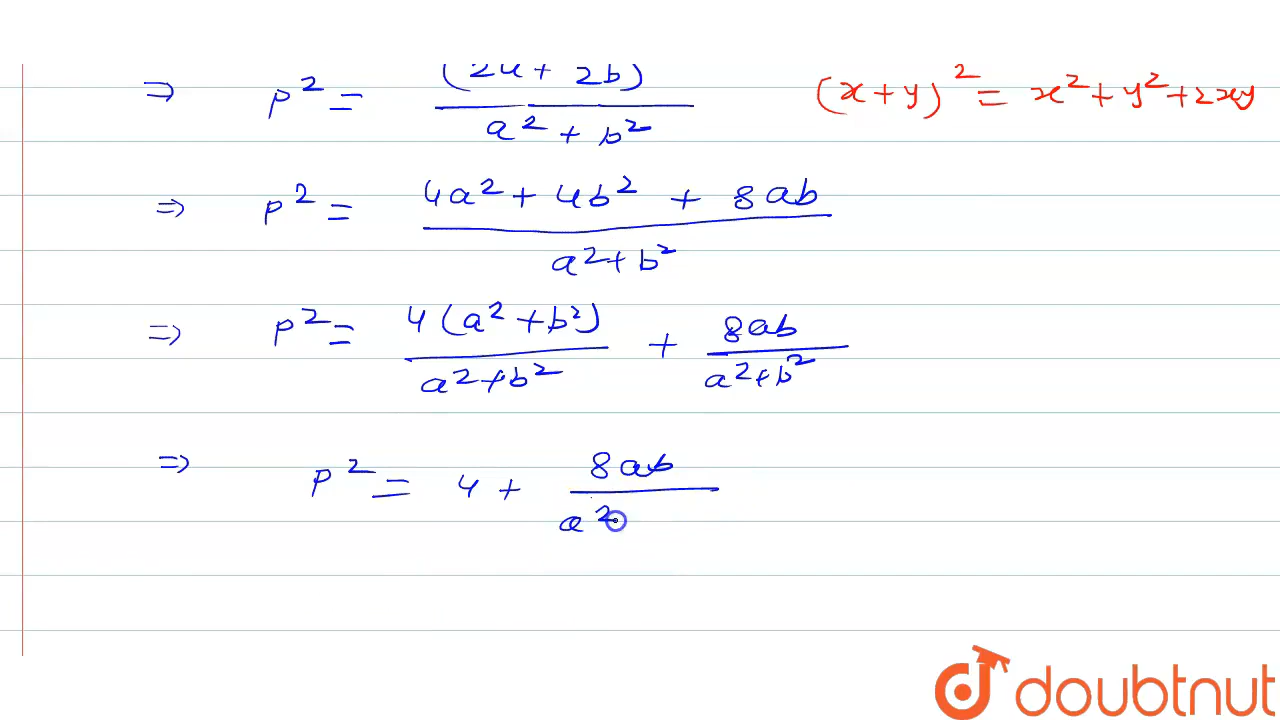 ⇒ P² = (2a + 2b) / a² + b²
(x + y)² = x² + y² + 2xy
⇒ P² = 4a² + 4b² + 8ab / a² + b²
⇒ P² = 4(a² + b²) / a² + b² + 8ab / a² + b²
⇒ P² = 4 + 8ab / a²
doubtnut